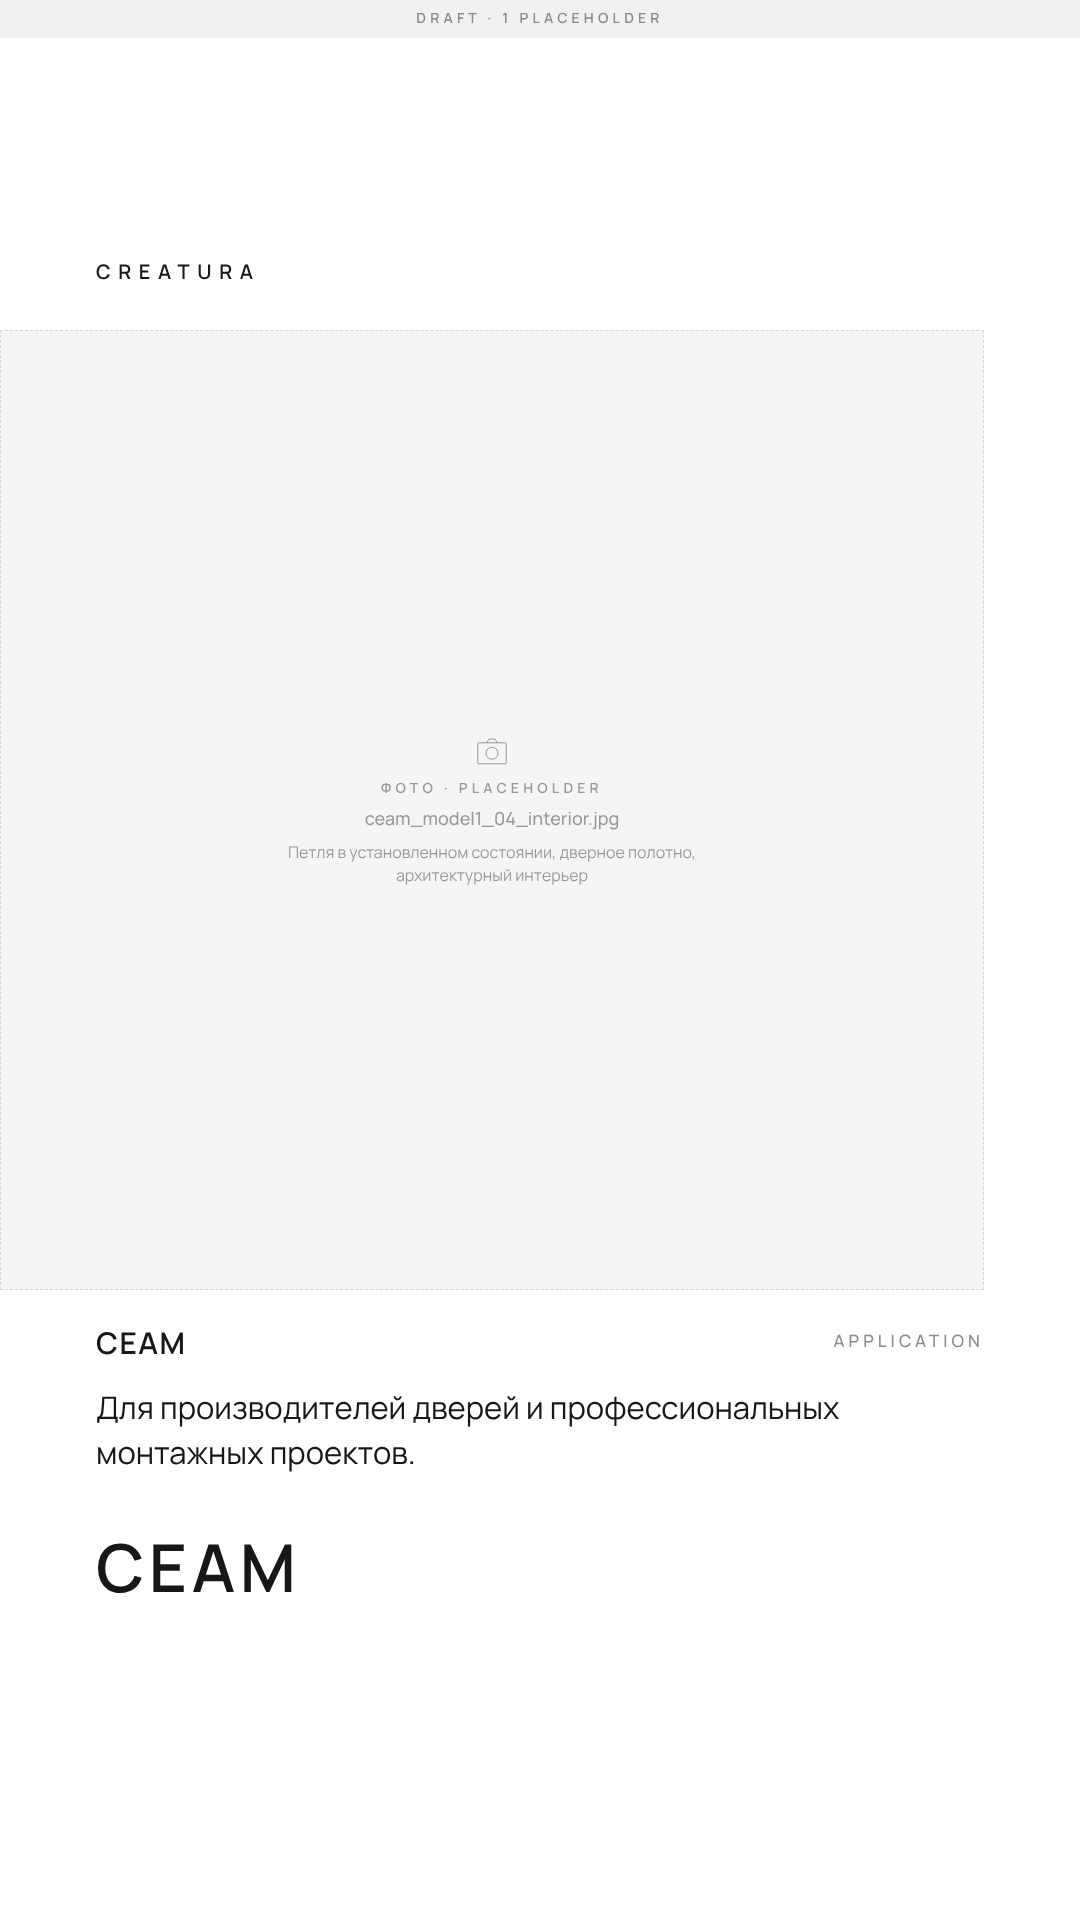 DRAFT · 1 PLACEHOLDER
CREATURA
ФОТО · PLACEHOLDER
ceam_model1_04_interior.jpg
Петля в установленном состоянии, дверное полотно,
архитектурный интерьер
CEAM
APPLICATION
Для производителей дверей и профессиональных
монтажных проектов.
CEAM